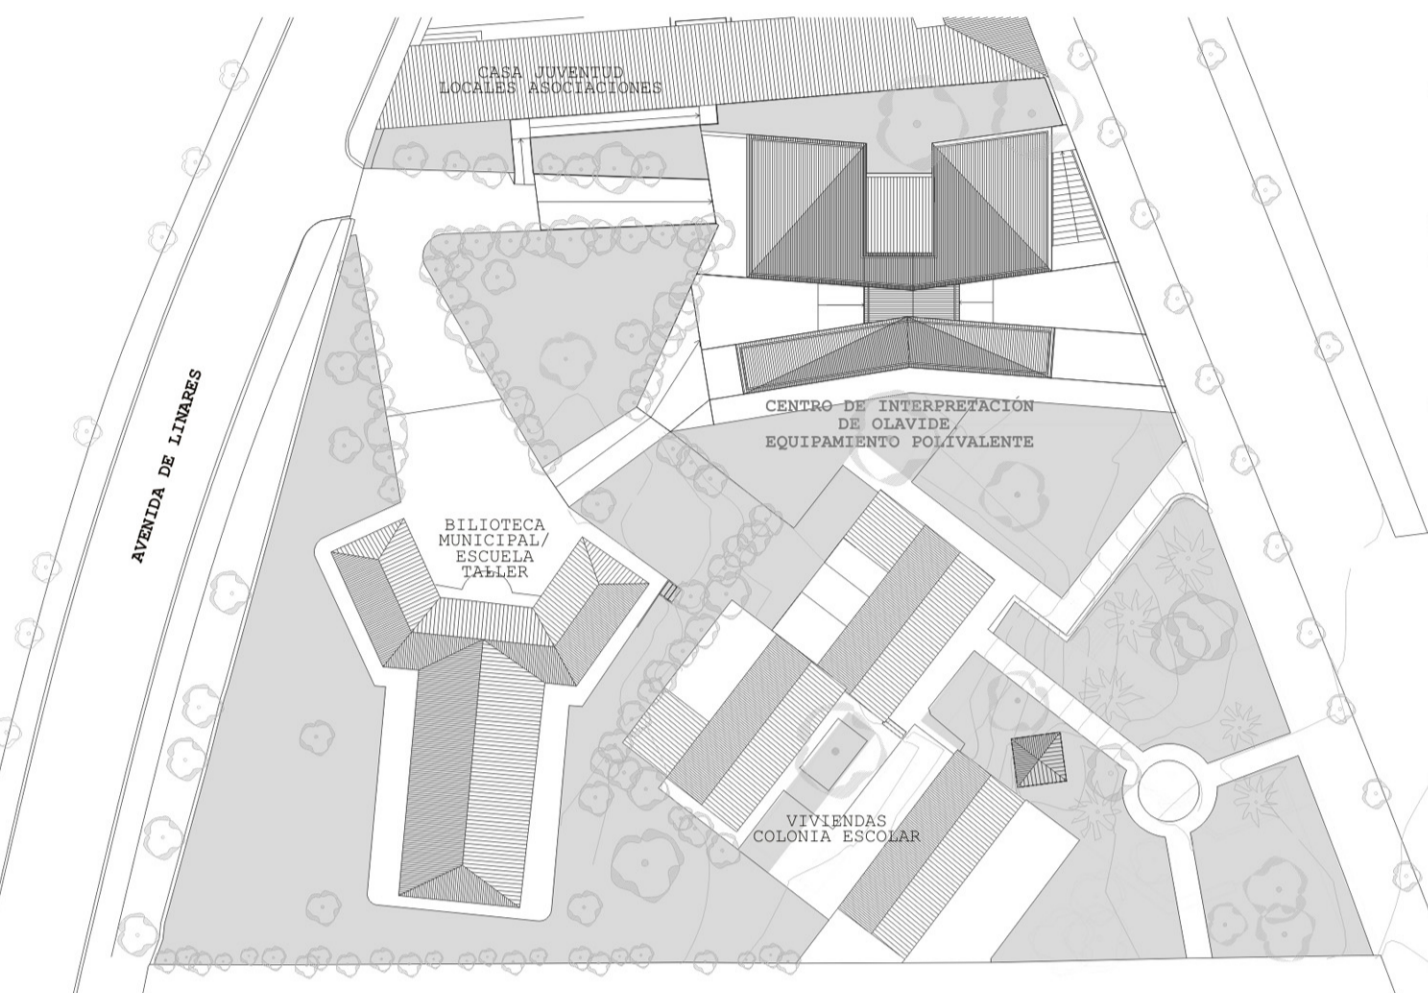 CASA JUVENTUD
LOCALES ASOCIACIONES
AVENIDA DE LINARES
CENTRO DE INTERPRETACIÓN
DE OLAVIDE.
EQUIPAMIENTO POLIVALENTE
BILIOTECA
MUNICIPAL/
ESCUELA
TALLER
VIVIENDAS
COLONIA ESCOLAR